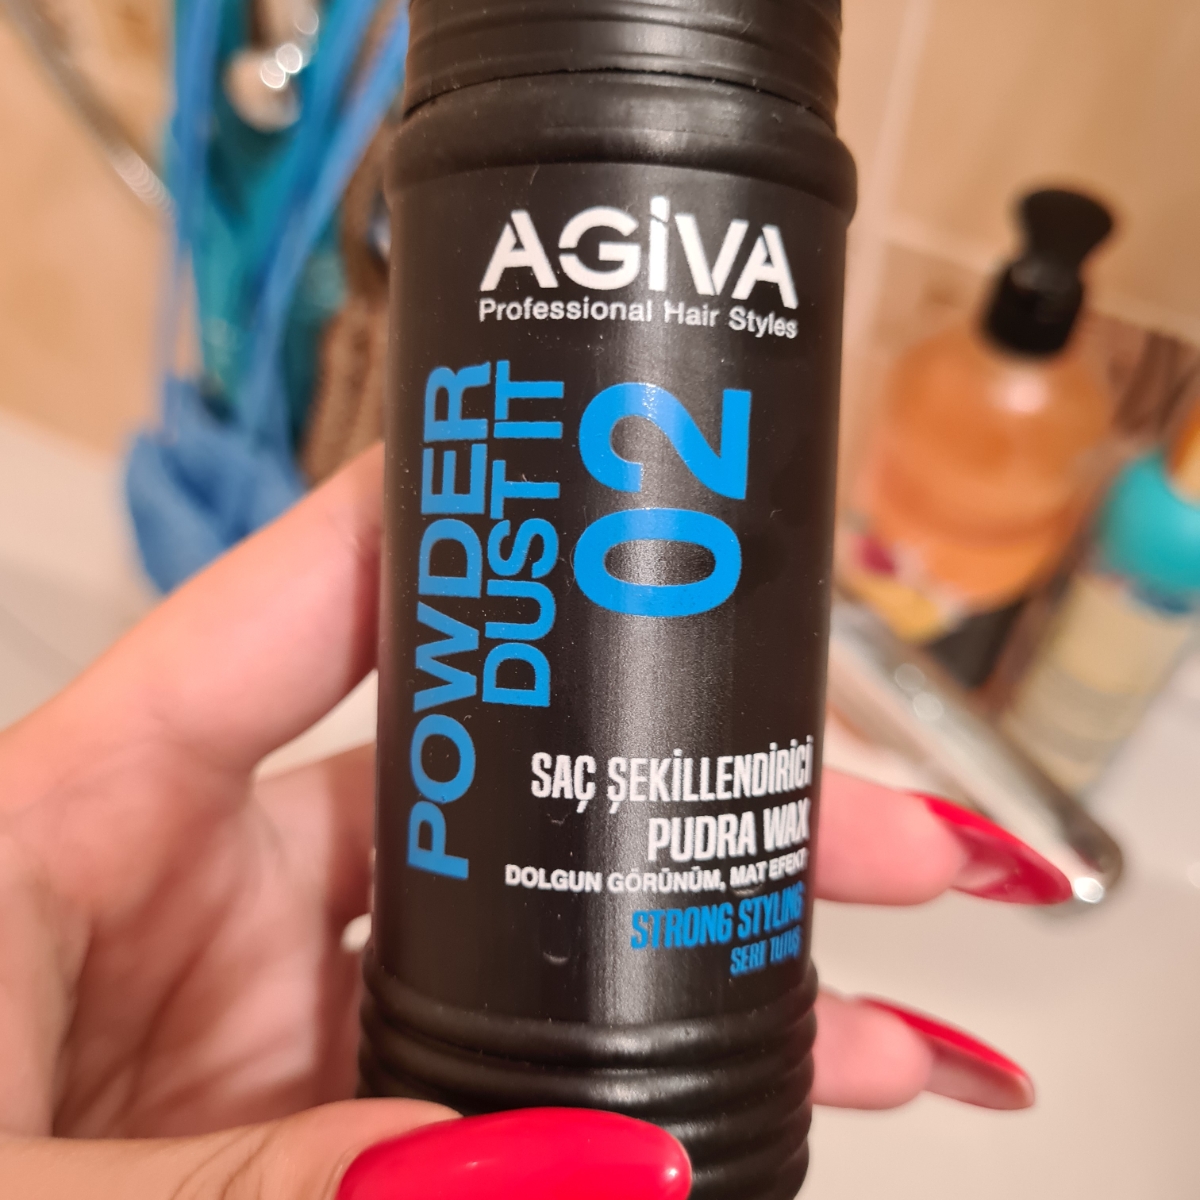 AGiVA
Professional Hair Styles
POWDER
DUST IT
02
SAÇ ŞEKİLLENDİRİCİ
PUDRA WAX
DOLGUN GÖRÜNÜM, MAT EFEKT
STRONG STYLING
SERT TUTUŞ